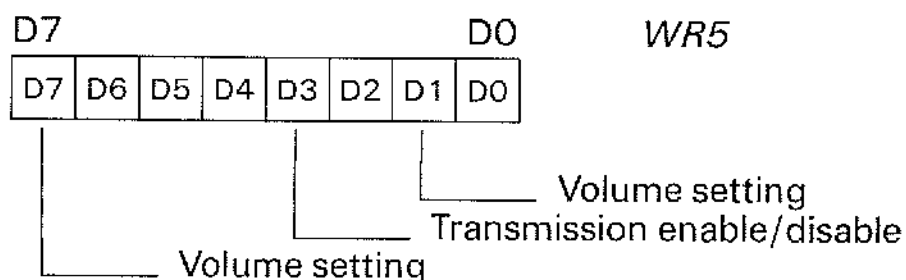 D7 D0 WR5
D7 D6 D5 D4 D3 D2 D1 D0
Volume setting
Transmission enable/disable
Volume setting